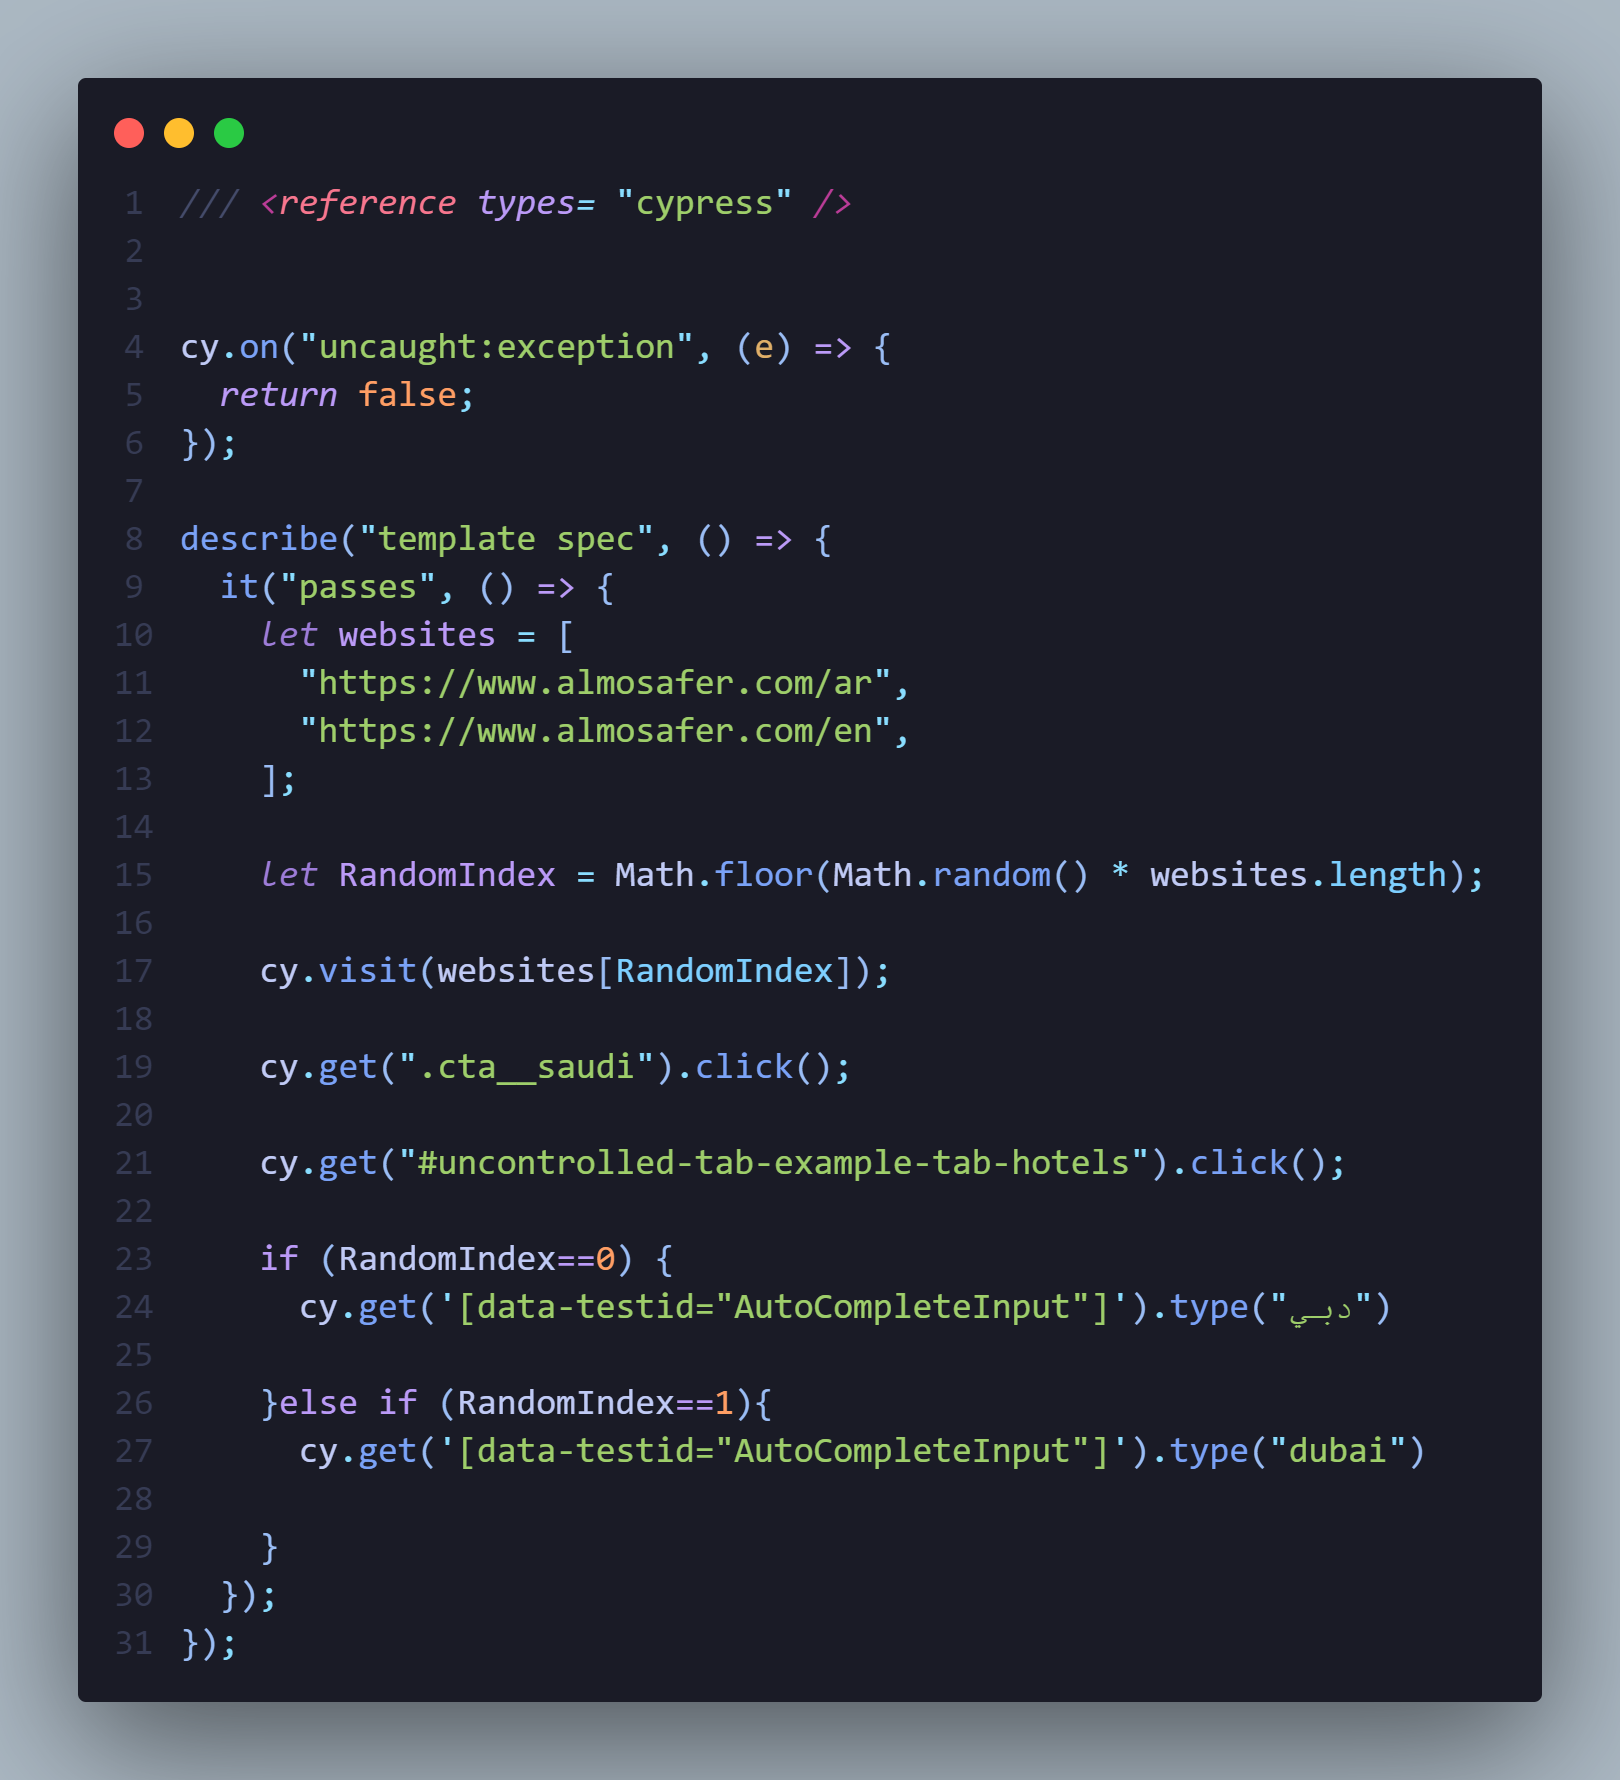 1 /// <reference types= "cypress" />
2
3
4 cy.on("uncaught:exception", (e) => {
5   return false;
6 });
7
8 describe("template spec", () => {
9   it("passes", () => {
10     let websites = [
11       "https://www.almosafer.com/ar",
12       "https://www.almosafer.com/en",
13     ];
14
15     let RandomIndex = Math.floor(Math.random() * websites.length);
16
17     cy.visit(websites[RandomIndex]);
18
19     cy.get(".cta__saudi").click();
20
21     cy.get("#uncontrolled-tab-example-tab-hotels").click();
22
23     if (RandomIndex==0) {
24       cy.get('[data-testid="AutoCompleteInput"]').type("دبي")
25
26     }else if (RandomIndex==1){
27       cy.get('[data-testid="AutoCompleteInput"]').type("dubai")
28
29     }
30   });
31 });